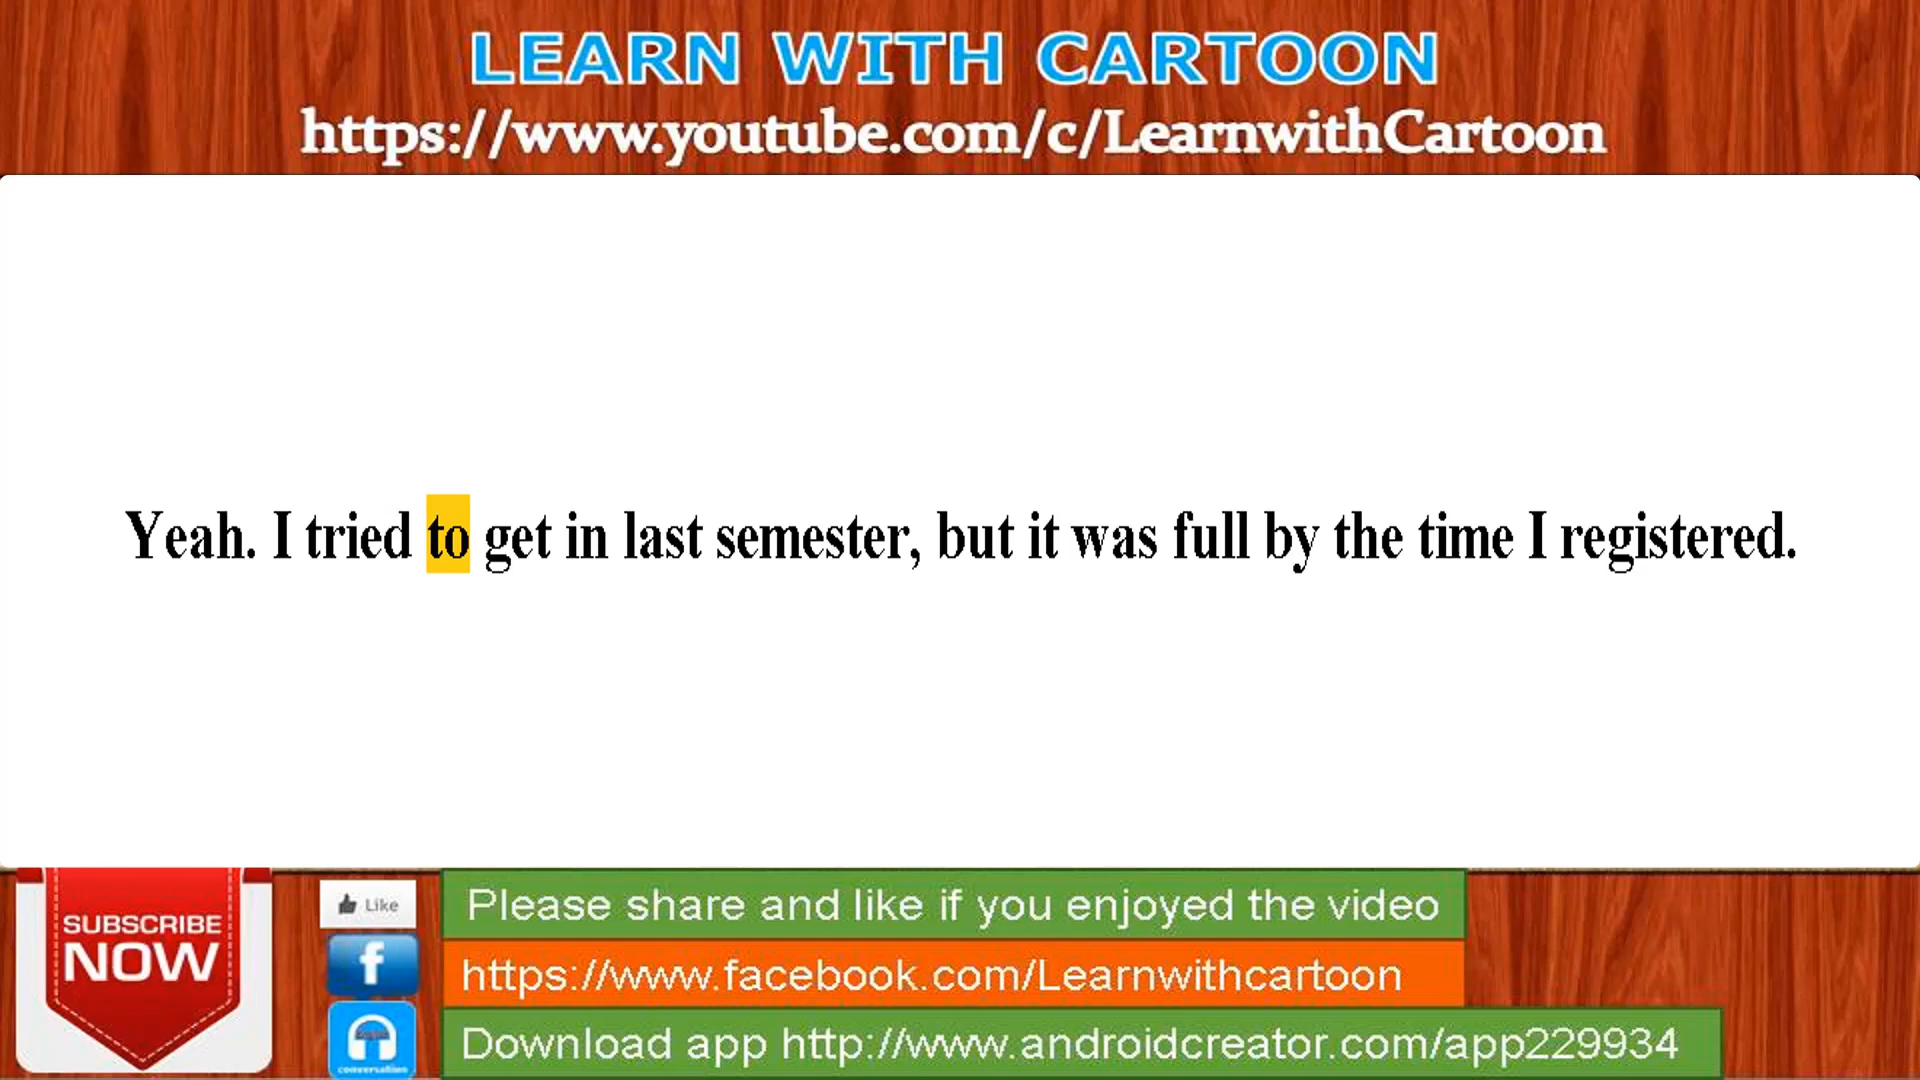 LEARN WITH CARTOON
https://www.youtube.com/c/LearnwithCartoon
Yeah. I tried to get in last semester, but it was full by the time I registered.
SUBSCRIBE
NOW
Like
f
Please share and like if you enjoyed the video
https://www.facebook.com/Learnwithcartoon
conversation
Download app http://www.androidcreator.com/app229934